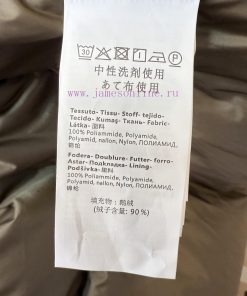 www.jamesonline.ru
30
P
中性洗剤使用
あて布使用
Tessuto- Tissu- Stoff- tejido-
Tecido- Kumaş- Ткань- Fabric-
Látka- 面料
100% Poliammide, Polyamide,
Polyamid, nailon, Nylon, ПОЛИАМИД,
锦纶
Fodera- Doublure- Futter- forro-
Astar- Подкладка- Lining-
Podšívka- 里料
100% Poliammide, Polyamide,
Polyamid, nailon, Nylon, ПОЛИАМИД,
锦纶
填充物：鹅绒
(绒子含量: 90%)